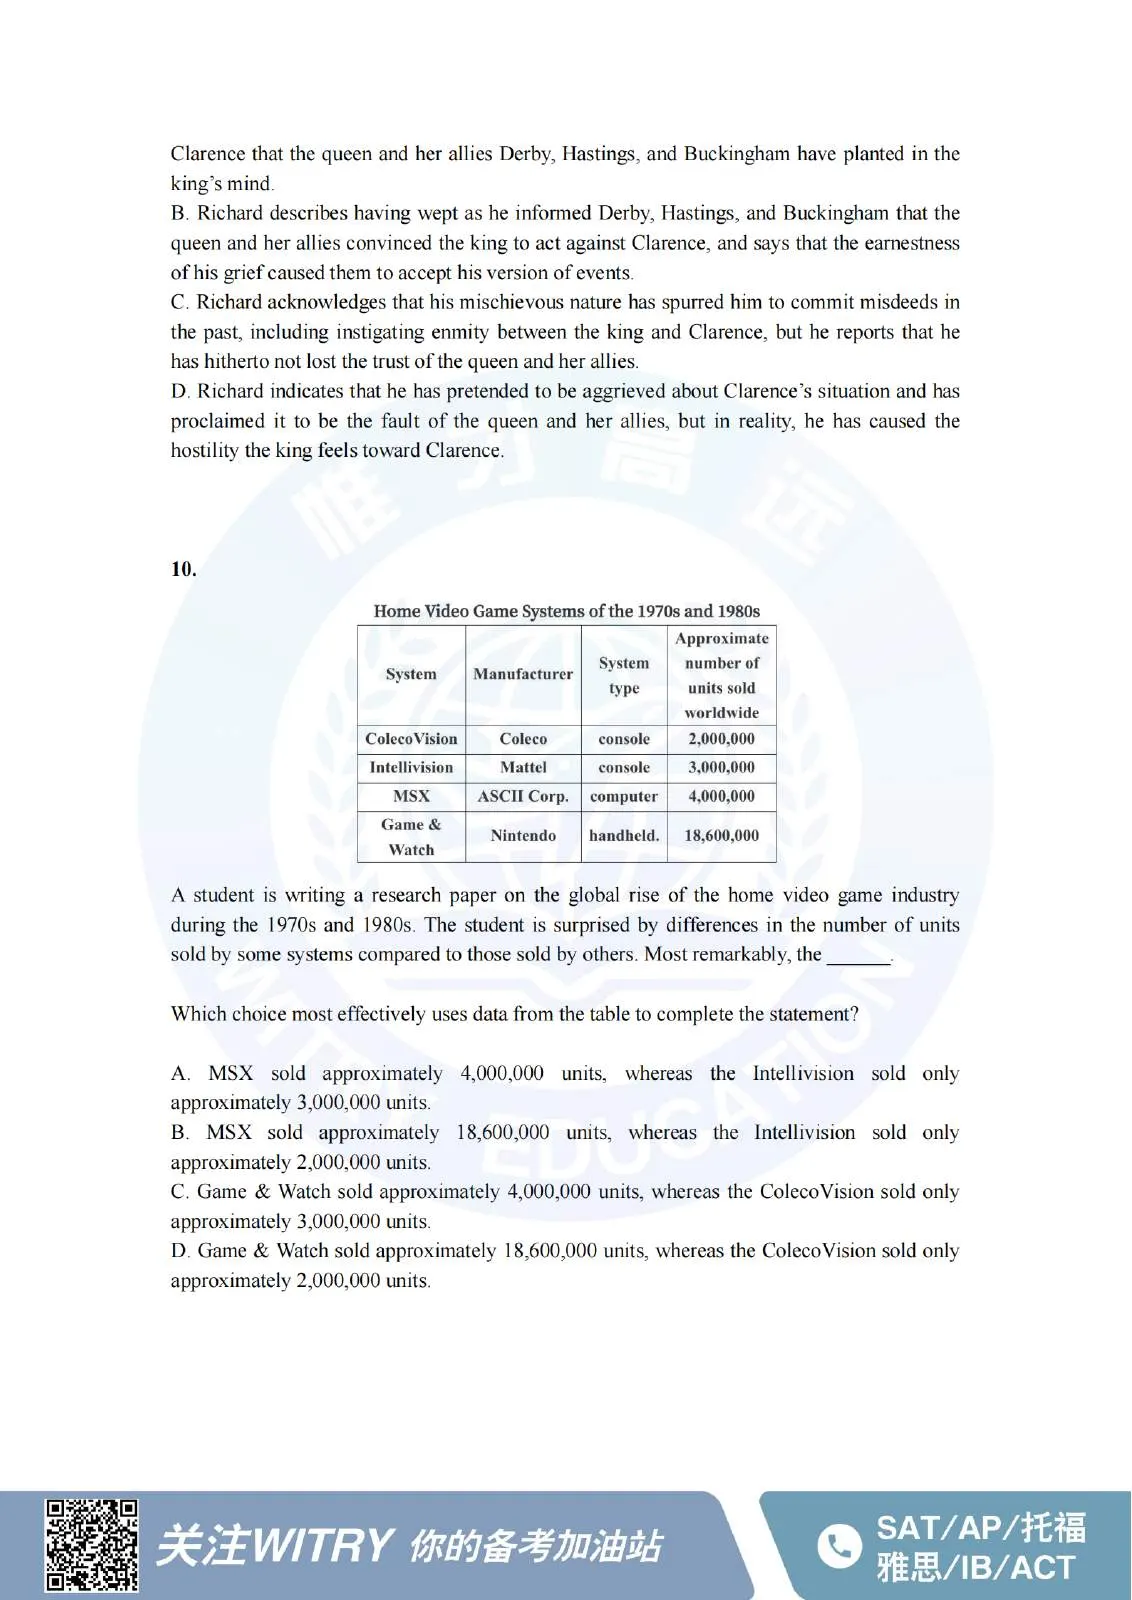 Clarence that the queen and her allies Derby, Hastings, and Buckingham have planted in the
king's mind.
B. Richard describes having wept as he informed Derby, Hastings, and Buckingham that the
queen and her allies convinced the king to act against Clarence, and says that the earnestness
of his grief caused them to accept his version of events.
C. Richard acknowledges that his mischievous nature has spurred him to commit misdeeds in
the past, including instigating enmity between the king and Clarence, but he reports that he
has hitherto not lost the trust of the queen and her allies.
D. Richard indicates that he has pretended to be aggrieved about Clarence's situation and has
proclaimed it to be the fault of the queen and her allies, but in reality, he has caused the
hostility the king feels toward Clarence.
惟力高远
10.
Home Video Game Systems of the 1970s and 1980s
System Manufacturer System type Approximate number of units sold worldwide
ColecoVision Coleco console 2,000,000
Intellivision Mattel console 3,000,000
MSX ASCII Corp. computer 4,000,000
Game & Watch Nintendo handheld. 18,600,000
A student is writing a research paper on the global rise of the home video game industry
during the 1970s and 1980s. The student is surprised by differences in the number of units
sold by some systems compared to those sold by others. Most remarkably, the ______.
Which choice most effectively uses data from the table to complete the statement?
A. MSX sold approximately 4,000,000 units, whereas the Intellivision sold only
approximately 3,000,000 units.
B. MSX sold approximately 18,600,000 units, whereas the Intellivision sold only
approximately 2,000,000 units.
C. Game & Watch sold approximately 4,000,000 units, whereas the ColecoVision sold only
approximately 3,000,000 units.
D. Game & Watch sold approximately 18,600,000 units, whereas the ColecoVision sold only
approximately 2,000,000 units.
WITRY EDUCATION
关注WITRY 你的备考加油站
SAT/AP/托福
雅思/IB/ACT